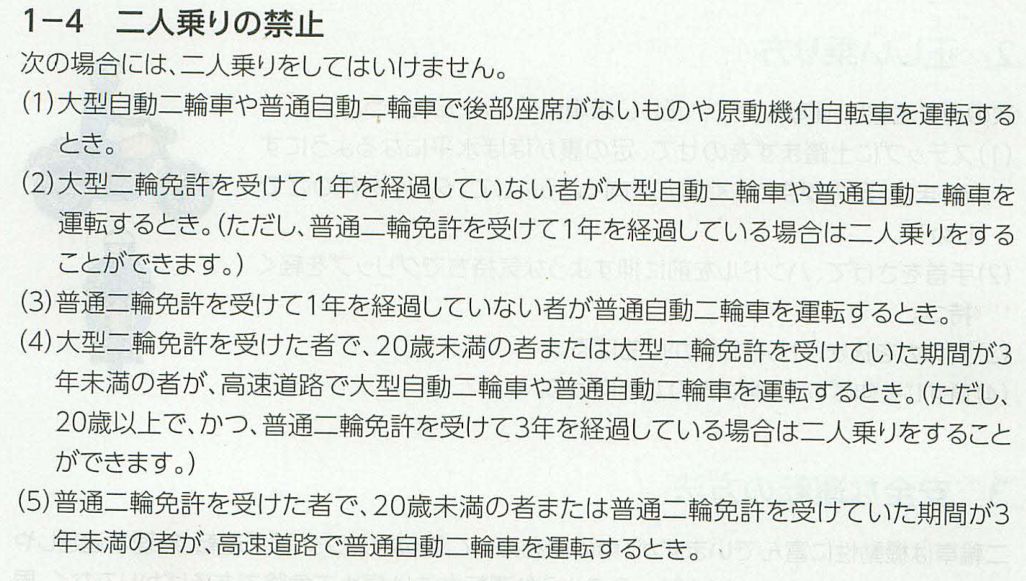 1-4 二人乗りの禁止
次の場合には、二人乗りをしてはいけません。
(1)大型自動二輪車や普通自動二輪車で後部座席がないものや原動機付自転車を運転する
とき。
(2)大型二輪免許を受けて1年を経過していない者が大型自動二輪車や普通自動二輪車を
運転するとき。(ただし、普通二輪免許を受けて1年を経過している場合は二人乗りをする
ことができます。)
(3)普通二輪免許を受けて1年を経過していない者が普通自動二輪車を運転するとき。
(4)大型二輪免許を受けた者で、20歳未満の者または大型二輪免許を受けていた期間が3
年未満の者が、高速道路で大型自動二輪車や普通自動二輪車を運転するとき。(ただし、
20歳以上で、かつ、普通二輪免許を受けて3年を経過している場合は二人乗りをすること
ができます。)
(5)普通二輪免許を受けた者で、20歳未満の者または普通二輪免許を受けていた期間が3
年未満の者が、高速道路で普通自動二輪車を運転するとき。